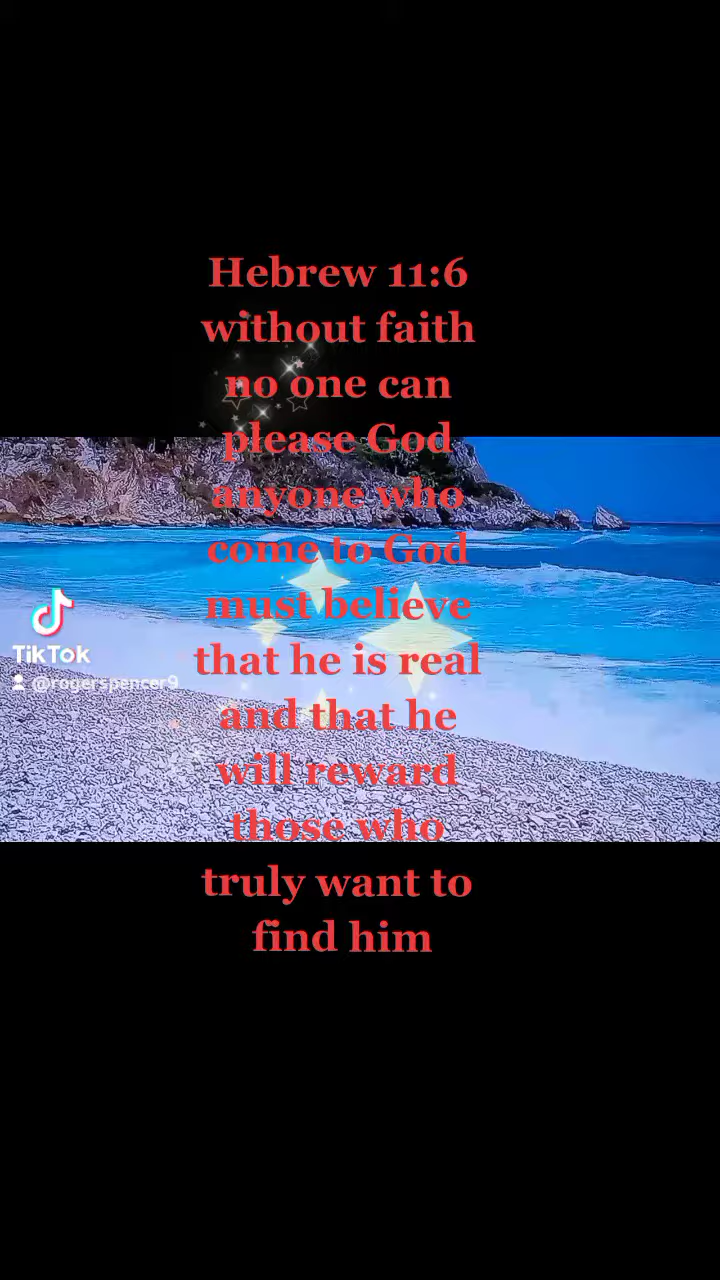 Hebrew 11:6
without faith
no one can
please God
anyone who
come to God
must believe
that he is real
and that he
will reward
those who
truly want to
find him
TikTok
@rogerspencer9